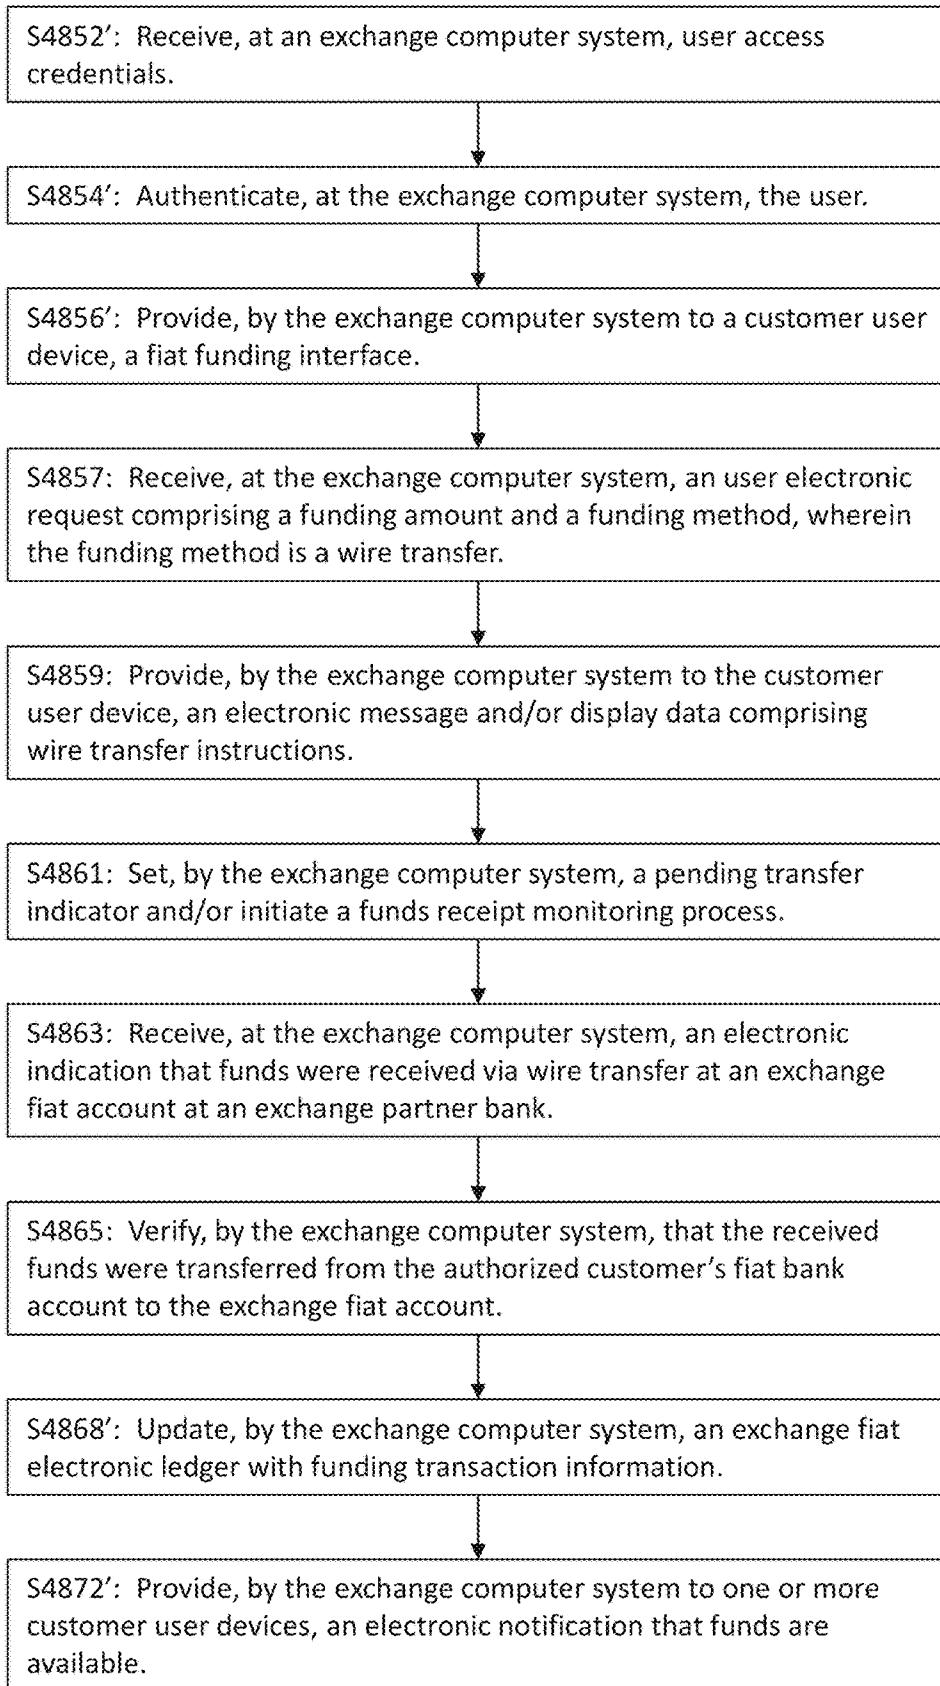 S4852′: Receive, at an exchange computer system, user access
credentials.
S4854′: Authenticate, at the exchange computer system, the user.
S4856′: Provide, by the exchange computer system to a customer user
device, a fiat funding interface.
S4857: Receive, at the exchange computer system, an user electronic
request comprising a funding amount and a funding method, wherein
the funding method is a wire transfer.
S4859: Provide, by the exchange computer system to the customer
user device, an electronic message and/or display data comprising
wire transfer instructions.
S4861: Set, by the exchange computer system, a pending transfer
indicator and/or initiate a funds receipt monitoring process.
S4863: Receive, at the exchange computer system, an electronic
indication that funds were received via wire transfer at an exchange
fiat account at an exchange partner bank.
S4865: Verify, by the exchange computer system, that the received
funds were transferred from the authorized customer's fiat bank
account to the exchange fiat account.
S4868′: Update, by the exchange computer system, an exchange fiat
electronic ledger with funding transaction information.
S4872′: Provide, by the exchange computer system to one or more
customer user devices, an electronic notification that funds are
available.